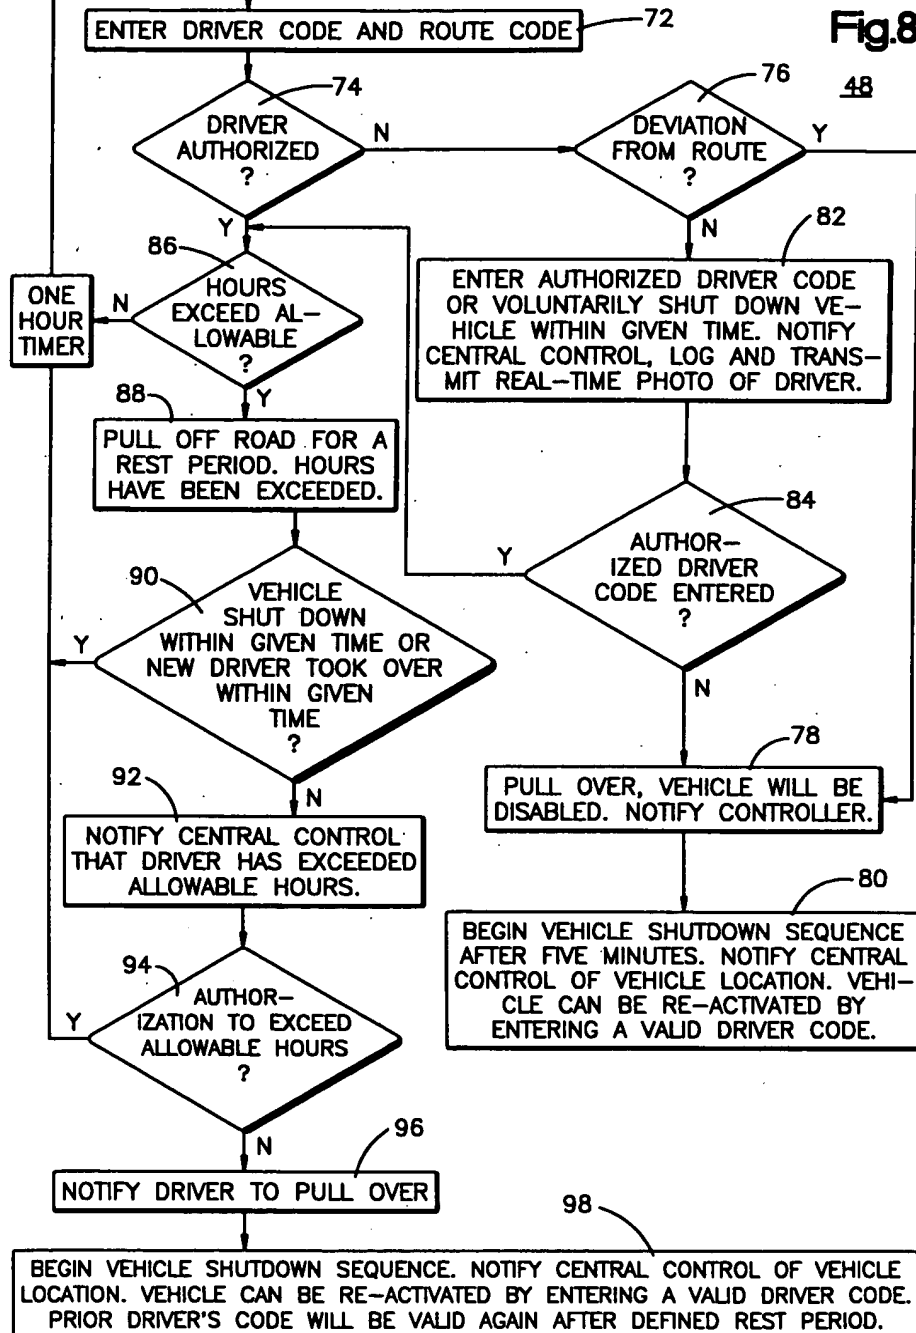 Fig.8
48
72
ENTER DRIVER CODE AND ROUTE CODE
74
DRIVER
AUTHORIZED
?
N
Y
76
DEVIATION
FROM ROUTE
?
Y
N
82
ENTER AUTHORIZED DRIVER CODE
OR VOLUNTARILY SHUT DOWN VE-
HICLE WITHIN GIVEN TIME. NOTIFY
CENTRAL CONTROL, LOG AND TRANS-
MIT REAL-TIME PHOTO OF DRIVER.
86
HOURS
EXCEED AL-
LOWABLE
?
N
Y
ONE
HOUR
TIMER
88
PULL OFF ROAD FOR A
REST PERIOD. HOURS
HAVE BEEN EXCEEDED.
84
AUTHOR-
IZED DRIVER
CODE ENTERED
?
Y
N
90
VEHICLE
SHUT DOWN
WITHIN GIVEN TIME OR
NEW DRIVER TOOK OVER
WITHIN GIVEN
TIME
?
Y
N
78
PULL OVER, VEHICLE WILL BE
DISABLED. NOTIFY CONTROLLER.
92
NOTIFY CENTRAL CONTROL
THAT DRIVER HAS EXCEEDED
ALLOWABLE HOURS.
80
BEGIN VEHICLE SHUTDOWN SEQUENCE
AFTER FIVE MINUTES. NOTIFY CENTRAL
CONTROL OF VEHICLE LOCATION. VEHI-
CLE CAN BE RE-ACTIVATED BY
ENTERING A VALID DRIVER CODE.
94
AUTHOR-
IZATION TO EXCEED
ALLOWABLE HOURS
?
Y
N
96
NOTIFY DRIVER TO PULL OVER
98
BEGIN VEHICLE SHUTDOWN SEQUENCE. NOTIFY CENTRAL CONTROL OF VEHICLE
LOCATION. VEHICLE CAN BE RE-ACTIVATED BY ENTERING A VALID DRIVER CODE.
PRIOR DRIVER'S CODE WILL BE VALID AGAIN AFTER DEFINED REST PERIOD.